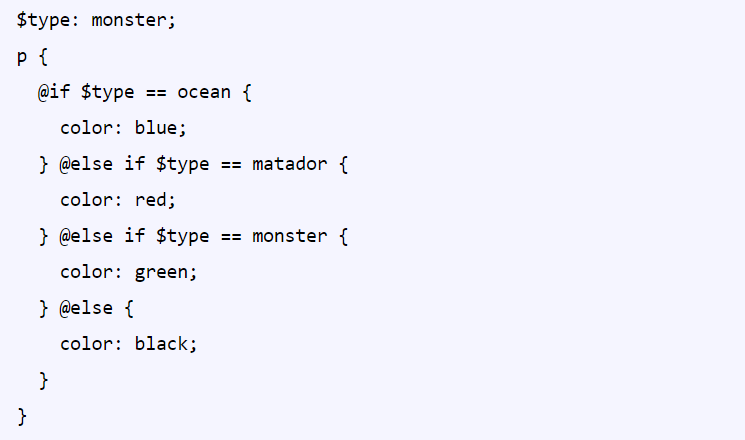 $type: monster;
p {
  @if $type == ocean {
    color: blue;
  } @else if $type == matador {
    color: red;
  } @else if $type == monster {
    color: green;
  } @else {
    color: black;
  }
}